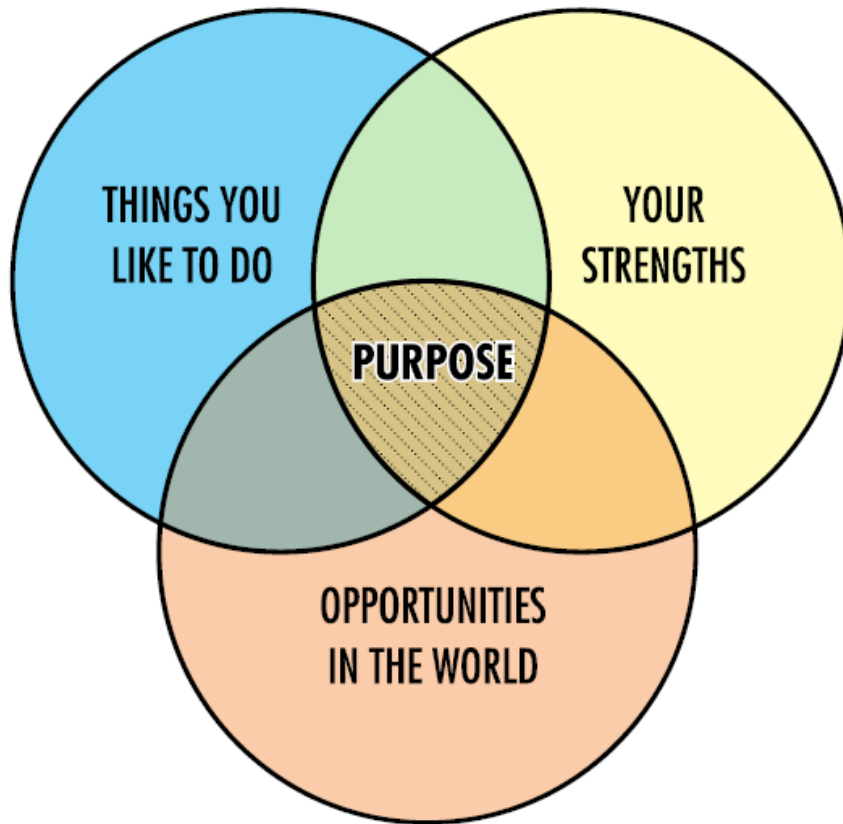 THINGS YOU
LIKE TO DO
YOUR
STRENGTHS
PURPOSE
OPPORTUNITIES
IN THE WORLD